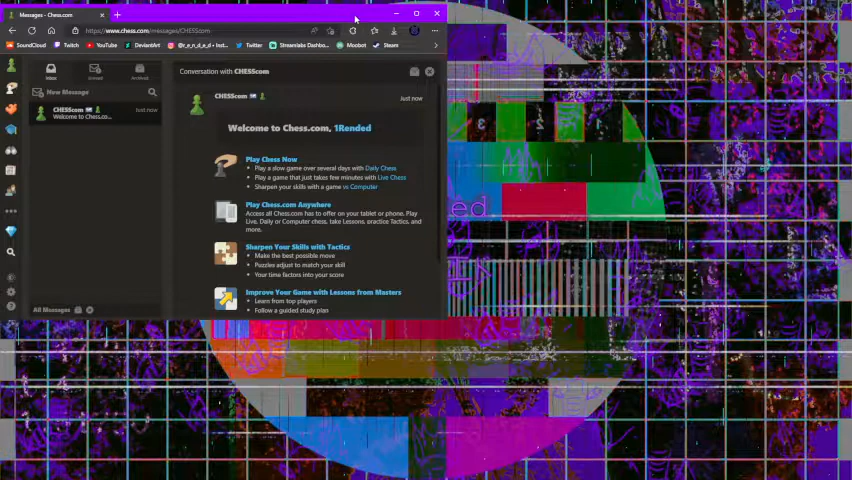 Messages - Chess.com
https://www.chess.com/messages/CHESScom
SoundCloud Twitch YouTube DeviantArt @r_e_n_d_e_d • Inst... Twitter Streamlabs Dashbo... Moobot Steam
Inbox Unread Archived
New Message
CHESScom Just now
Welcome to Chess.co...
Conversation with CHESScom
CHESScom Just now
Welcome to Chess.com, 1Rended
Play Chess Now
• Play a slow game over several days with Daily Chess
• Play a game that just takes few minutes with Live Chess
• Sharpen your skills with a game vs Computer
Play Chess.com Anywhere
Access all Chess.com has to offer on your tablet or phone. Play
Live, Daily or Computer chess, take Lessons, practice Tactics, and
more.
Sharpen Your Skills with Tactics
• Make the best possible move
• Puzzles adjust to match your skill
• Your time factors into your score
Improve Your Game with Lessons from Masters
• Learn from top players
• Follow a guided study plan
All Messages
ed